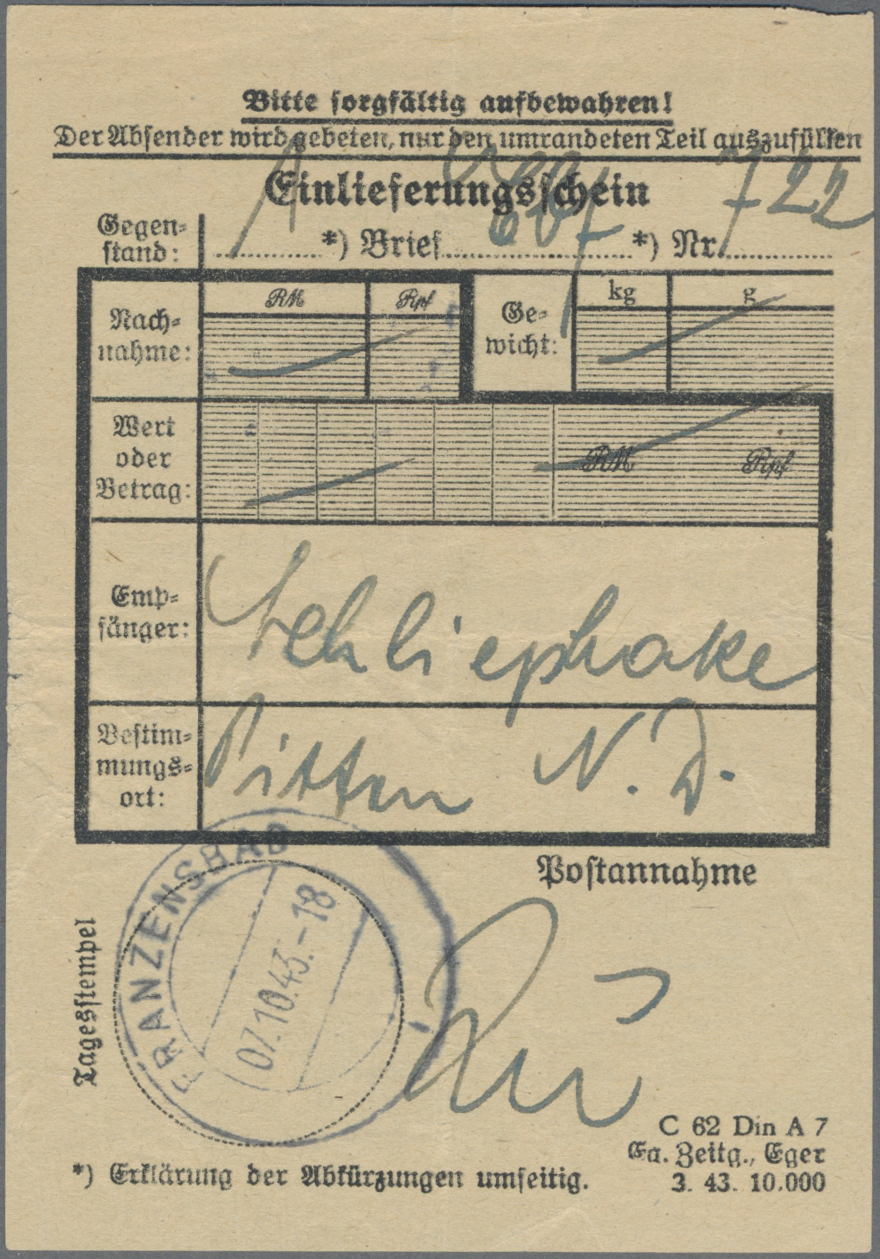 Bitte sorgfältig aufbewahren!
Der Absender wird gebeten, nur den umrandeten Teil auszufüllen
Einlieferungsschein
Gegen=
stand:
*) Brief
*) Nr. 722
Nach=
nahme:
RM Rpf
Ge=
wicht:
kg g
Wert
oder
Betrag:
RM Rpf
Emp=
fänger:
Schliephake
Bestim=
mungs=
ort:
Pitten N. D.
Postannahme
Tagesstempel
FRANZENSBAD
07.10.43.-18
C 62 Din A 7
Ea. Zeitg., Eger
3. 43. 10.000
*) Erklärung der Abkürzungen umseitig.